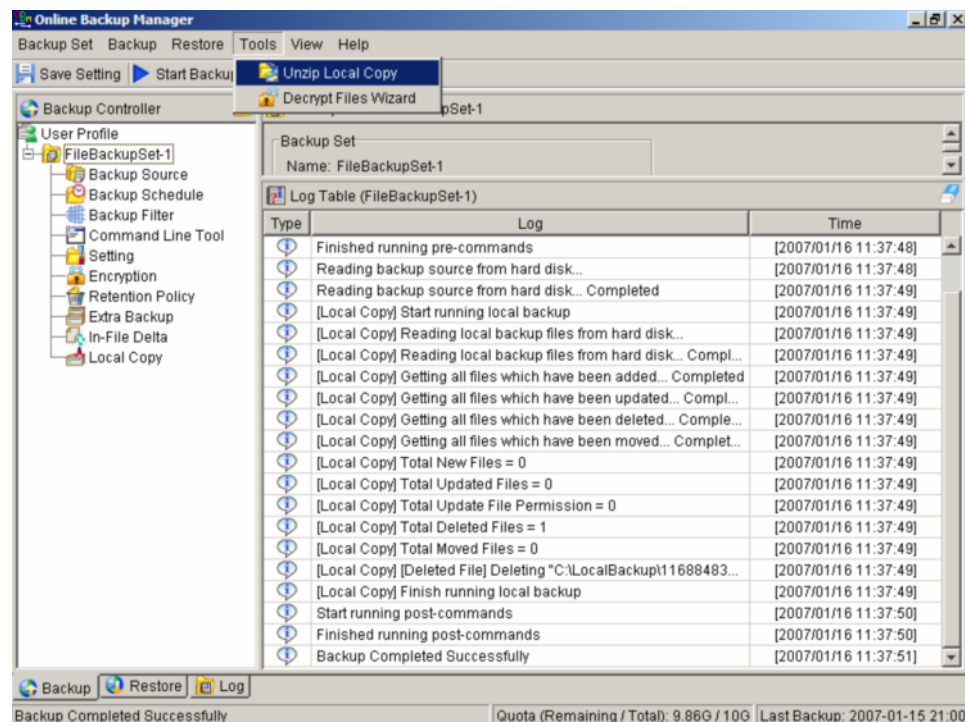 Online Backup Manager
Backup Set Backup Restore Tools View Help
Save Setting Start Backup
Unzip Local Copy
Decrypt Files Wizard
Backup Controller
User Profile
FileBackupSet-1
Backup Source
Backup Schedule
Backup Filter
Command Line Tool
Setting
Encryption
Retention Policy
Extra Backup
In-File Delta
Local Copy
Backup Set
Name: FileBackupSet-1
Log Table (FileBackupSet-1)
Type Log Time
Finished running pre-commands [2007/01/16 11:37:48]
Reading backup source from hard disk... [2007/01/16 11:37:48]
Reading backup source from hard disk... Completed [2007/01/16 11:37:49]
[Local Copy] Start running local backup [2007/01/16 11:37:49]
[Local Copy] Reading local backup files from hard disk... [2007/01/16 11:37:49]
[Local Copy] Reading local backup files from hard disk... Compl... [2007/01/16 11:37:49]
[Local Copy] Getting all files which have been added... Completed [2007/01/16 11:37:49]
[Local Copy] Getting all files which have been updated... Compl... [2007/01/16 11:37:49]
[Local Copy] Getting all files which have been deleted... Comple... [2007/01/16 11:37:49]
[Local Copy] Getting all files which have been moved... Complet... [2007/01/16 11:37:49]
[Local Copy] Total New Files = 0 [2007/01/16 11:37:49]
[Local Copy] Total Updated Files = 0 [2007/01/16 11:37:49]
[Local Copy] Total Update File Permission = 0 [2007/01/16 11:37:49]
[Local Copy] Total Deleted Files = 1 [2007/01/16 11:37:49]
[Local Copy] Total Moved Files = 0 [2007/01/16 11:37:49]
[Local Copy] [Deleted File] Deleting "C:\LocalBackup\11688483... [2007/01/16 11:37:49]
[Local Copy] Finish running local backup [2007/01/16 11:37:49]
Start running post-commands [2007/01/16 11:37:50]
Finished running post-commands [2007/01/16 11:37:50]
Backup Completed Successfully [2007/01/16 11:37:51]
Backup Restore Log
Backup Completed Successfully Quota (Remaining / Total): 9.86G / 10G Last Backup: 2007-01-15 21:00